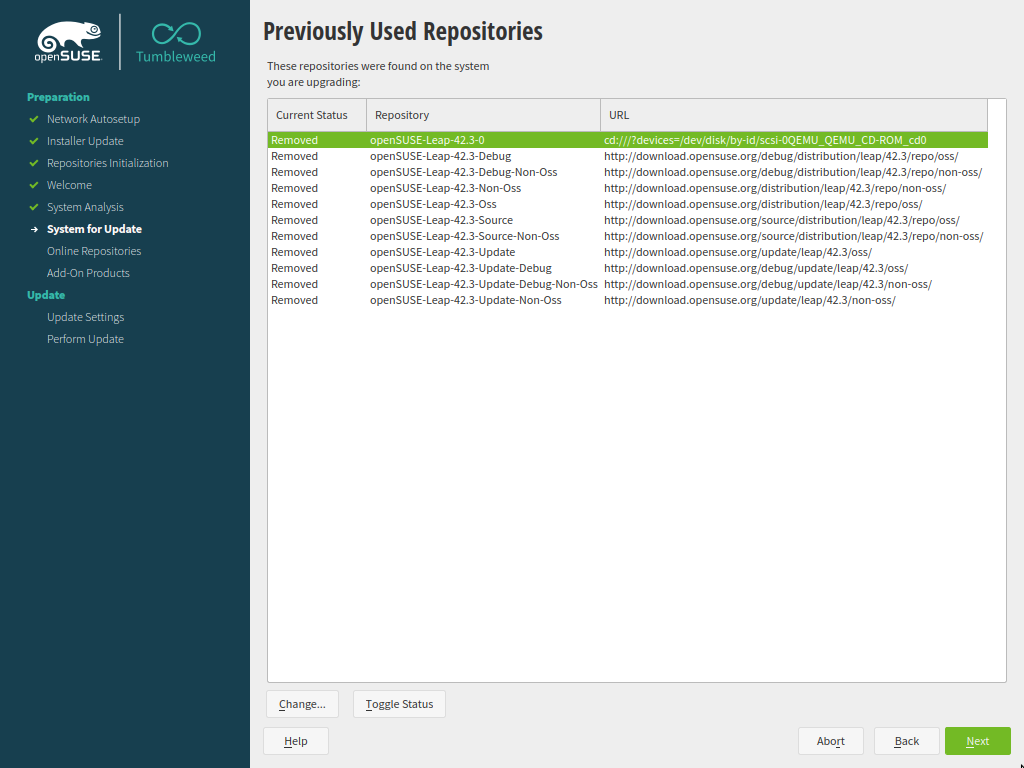 openSUSE
Tumbleweed
Preparation
Network Autosetup
Installer Update
Repositories Initialization
Welcome
System Analysis
System for Update
Online Repositories
Add-On Products
Update
Update Settings
Perform Update
Previously Used Repositories
These repositories were found on the system
you are upgrading:
Current Status Repository URL
Removed openSUSE-Leap-42.3-0 cd:///?devices=/dev/disk/by-id/scsi-0QEMU_QEMU_CD-ROM_cd0
Removed openSUSE-Leap-42.3-Debug http://download.opensuse.org/debug/distribution/leap/42.3/repo/oss/
Removed openSUSE-Leap-42.3-Debug-Non-Oss http://download.opensuse.org/debug/distribution/leap/42.3/repo/non-oss/
Removed openSUSE-Leap-42.3-Non-Oss http://download.opensuse.org/distribution/leap/42.3/repo/non-oss/
Removed openSUSE-Leap-42.3-Oss http://download.opensuse.org/distribution/leap/42.3/repo/oss/
Removed openSUSE-Leap-42.3-Source http://download.opensuse.org/source/distribution/leap/42.3/repo/oss/
Removed openSUSE-Leap-42.3-Source-Non-Oss http://download.opensuse.org/source/distribution/leap/42.3/repo/non-oss/
Removed openSUSE-Leap-42.3-Update http://download.opensuse.org/update/leap/42.3/oss/
Removed openSUSE-Leap-42.3-Update-Debug http://download.opensuse.org/debug/update/leap/42.3/oss/
Removed openSUSE-Leap-42.3-Update-Debug-Non-Oss http://download.opensuse.org/debug/update/leap/42.3/non-oss/
Removed openSUSE-Leap-42.3-Update-Non-Oss http://download.opensuse.org/update/leap/42.3/non-oss/
Change... Toggle Status
Help Abort Back Next